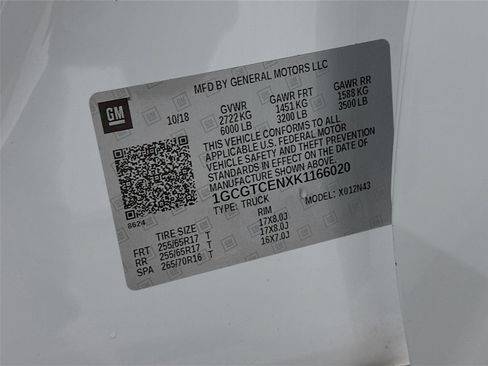 MFD BY GENERAL MOTORS LLC
GM
10/18
GVWR GAWR FRT GAWR RR
2722 KG 1451 KG 1588 KG
6000 LB 3200 LB 3500 LB
THIS VEHICLE CONFORMS TO ALL
APPLICABLE U.S. FEDERAL MOTOR
VEHICLE SAFETY AND THEFT PREVENTION
STANDARDS IN EFFECT ON THE DATE OF
MANUFACTURE SHOWN ABOVE.
1GCGTCENXK1166020
8624
TYPE: TRUCK MODEL: X012N43
TIRE SIZE RIM
FRT 255/65R17 T 17X8.0J
RR 255/65R17 T 17X8.0J
SPA 265/70R16 T 16X7.0J